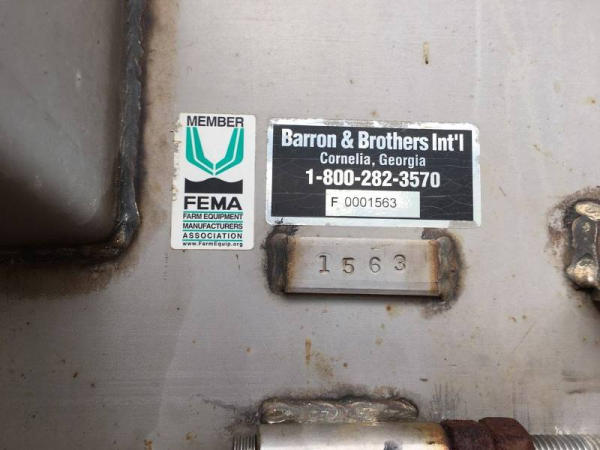 MEMBER
FEMA
FARM EQUIPMENT
MANUFACTURERS
ASSOCIATION
www.FarmEquip.org
Barron & Brothers Int'l
Cornelia, Georgia
1-800-282-3570
F 0001563
1563